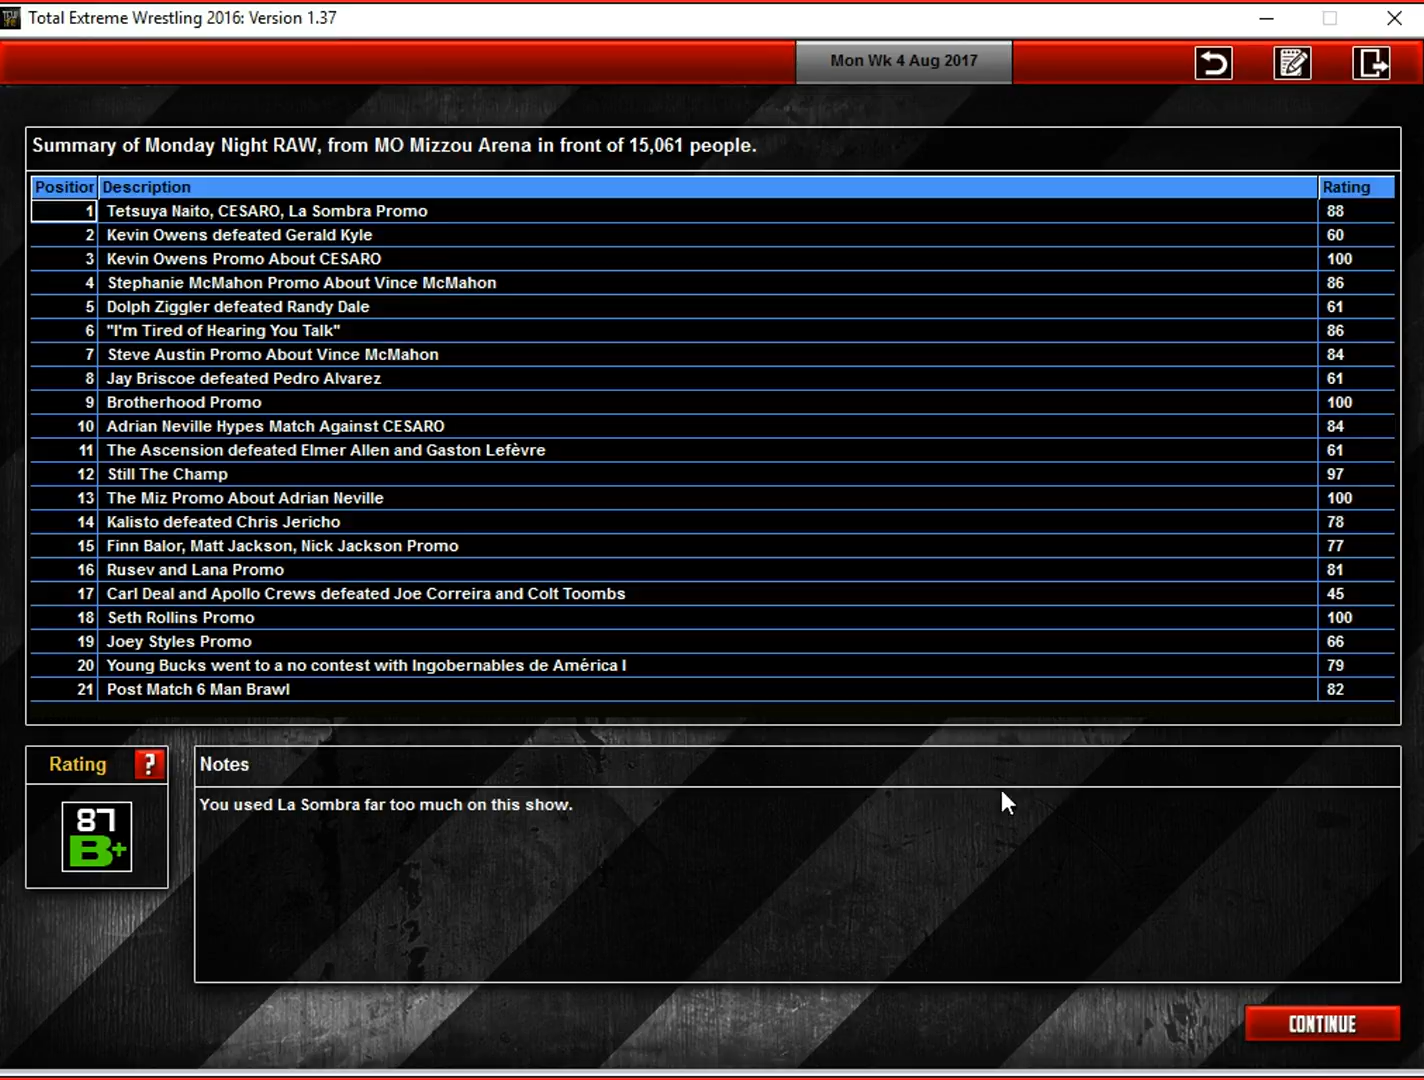 Total Extreme Wrestling 2016: Version 1.37
Mon Wk 4 Aug 2017
Summary of Monday Night RAW, from MO Mizzou Arena in front of 15,061 people.
Position Description Rating
1 Tetsuya Naito, CESARO, La Sombra Promo 88
2 Kevin Owens defeated Gerald Kyle 60
3 Kevin Owens Promo About CESARO 100
4 Stephanie McMahon Promo About Vince McMahon 86
5 Dolph Ziggler defeated Randy Dale 61
6 "I'm Tired of Hearing You Talk" 86
7 Steve Austin Promo About Vince McMahon 84
8 Jay Briscoe defeated Pedro Alvarez 61
9 Brotherhood Promo 100
10 Adrian Neville Hypes Match Against CESARO 84
11 The Ascension defeated Elmer Allen and Gaston Lefèvre 61
12 Still The Champ 97
13 The Miz Promo About Adrian Neville 100
14 Kalisto defeated Chris Jericho 78
15 Finn Balor, Matt Jackson, Nick Jackson Promo 77
16 Rusev and Lana Promo 81
17 Carl Deal and Apollo Crews defeated Joe Correira and Colt Toombs 45
18 Seth Rollins Promo 100
19 Joey Styles Promo 66
20 Young Bucks went to a no contest with Ingobernables de América I 79
21 Post Match 6 Man Brawl 82
Rating ?
87
B+
Notes
You used La Sombra far too much on this show.
CONTINUE